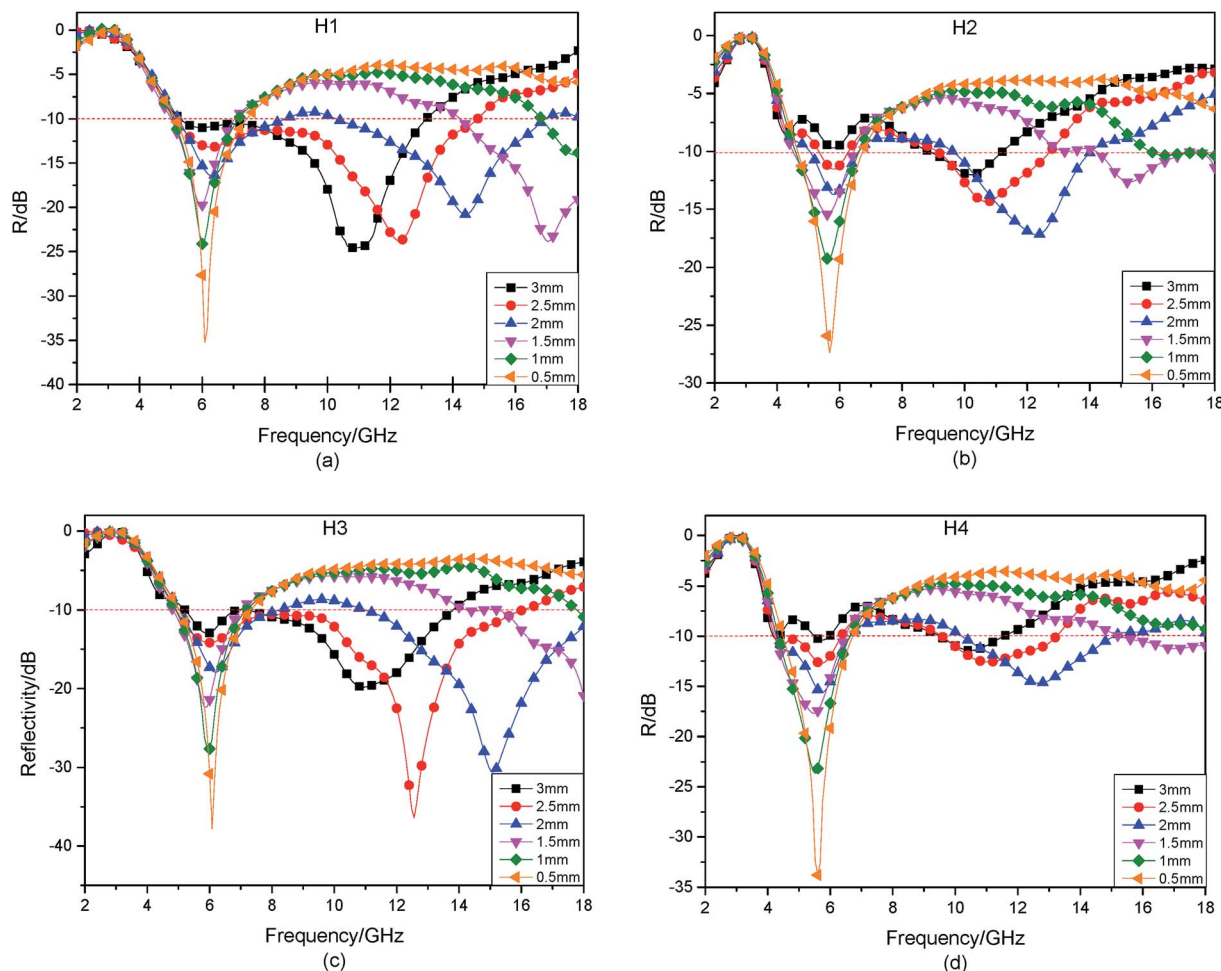 H1
0
-5
-10
-15
-20
-25
-30
-35
-40
R/dB
3mm
2.5mm
2mm
1.5mm
1mm
0.5mm
2 4 6 8 10 12 14 16 18
Frequency/GHz
(a)
H2
0
-5
-10
-15
-20
-25
-30
R/dB
3mm
2.5mm
2mm
1.5mm
1mm
0.5mm
2 4 6 8 10 12 14 16 18
Frequency/GHz
(b)
H3
0
-10
-20
-30
-40
Reflectivity/dB
3mm
2.5mm
2mm
1.5mm
1mm
0.5mm
2 4 6 8 10 12 14 16 18
Frequency/GHz
(c)
H4
0
-5
-10
-15
-20
-25
-30
-35
R/dB
3mm
2.5mm
2mm
1.5mm
1mm
0.5mm
2 4 6 8 10 12 14 16 18
Frequency/GHz
(d)